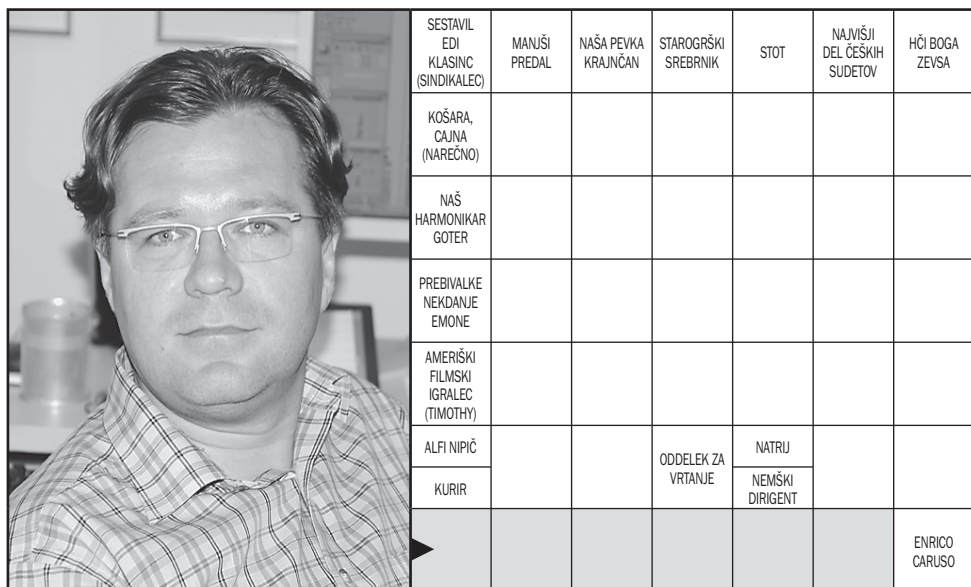 SESTAVIL
EDI
KLASINC
(SINDIKALEC)
MANJŠI
PREDAL
NAŠA PEVKA
KRAJNČAN
STAROGRŠKI
SREBRNIK
STOT
NAJVIŠJI
DEL ČEŠKIH
SUDETOV
HČI BOGA
ZEVSA
KOŠARA,
CAJNA
(NAREČNO)
NAŠ
HARMONIKAR
GOTER
PREBIVALKE
NEKDANJE
EMONE
AMERIŠKI
FILMSKI
IGRALEC
(TIMOTHY)
ALFI NIPIČ
ODDELEK ZA
VRTANJE
NATRIJ
KURIR
NEMŠKI
DIRIGENT
ENRICO
CARUSO